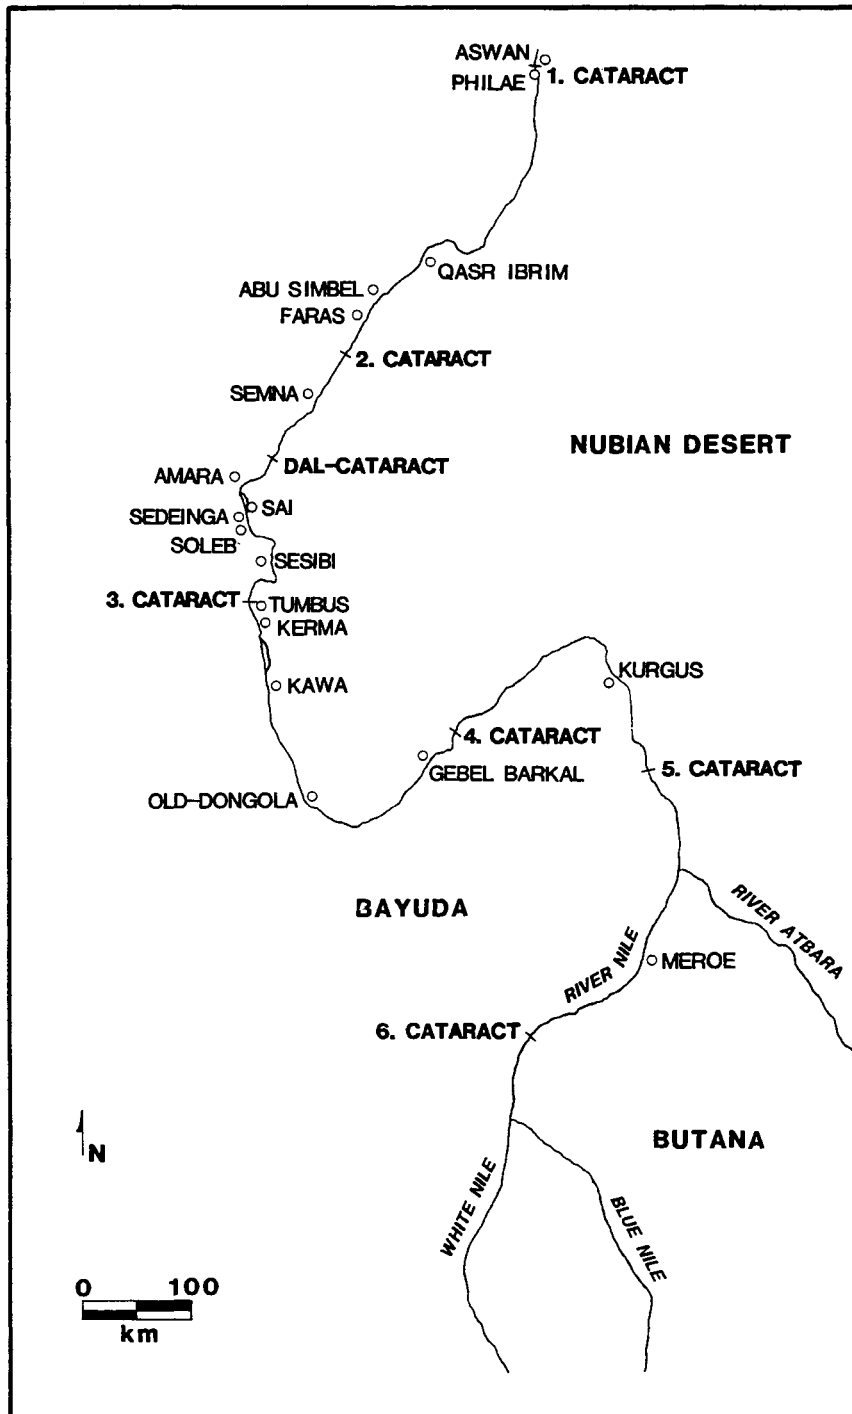 ASWAN
PHILAE
1. CATARACT
QASR IBRIM
ABU SIMBEL
FARAS
2. CATARACT
SEMNA
NUBIAN DESERT
DAL-CATARACT
AMARA
SAI
SEDEINGA
SOLEB
SESIBI
3. CATARACT
TUMBUS
KERMA
KURGUS
KAWA
4. CATARACT
GEBEL BARKAL
5. CATARACT
OLD-DONGOLA
BAYUDA
RIVER ATBARA
RIVER NILE
MEROE
6. CATARACT
N
BUTANA
WHITE NILE
BLUE NILE
0 100
km